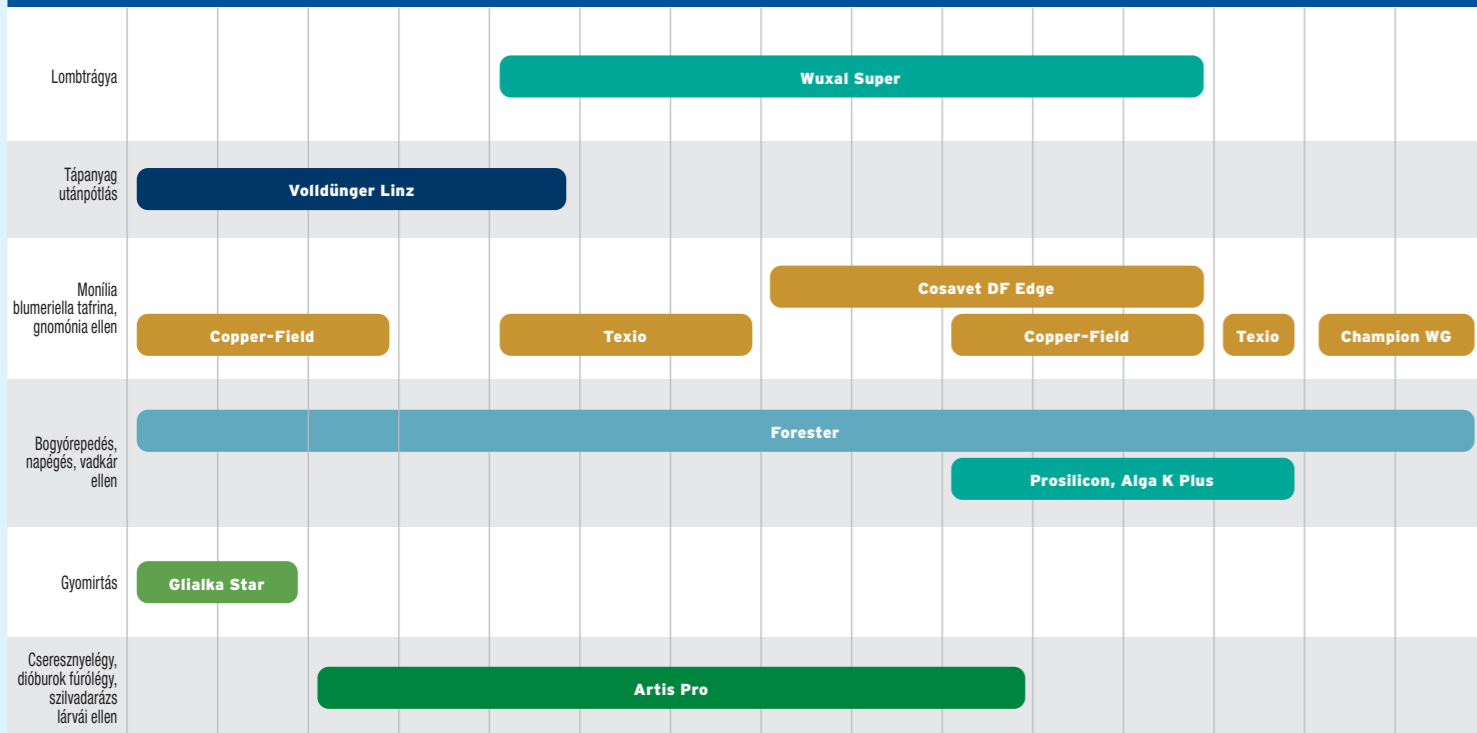 Lombtrágya
Wuxal Super
Tápanyag
utánpótlás
Volldünger Linz
Monília
blumeriella tafrina,
gnomónia ellen
Cosavet DF Edge
Copper-Field
Texio
Copper-Field
Texio
Champion WG
Bogyórepedés,
napégés, vadkár
ellen
Forester
Prosilicon, Alga K Plus
Gyomirtás
Glialka Star
Cseresznyelégy,
dióburok fúrólégy,
szilvadarázs
lárvái ellen
Artis Pro